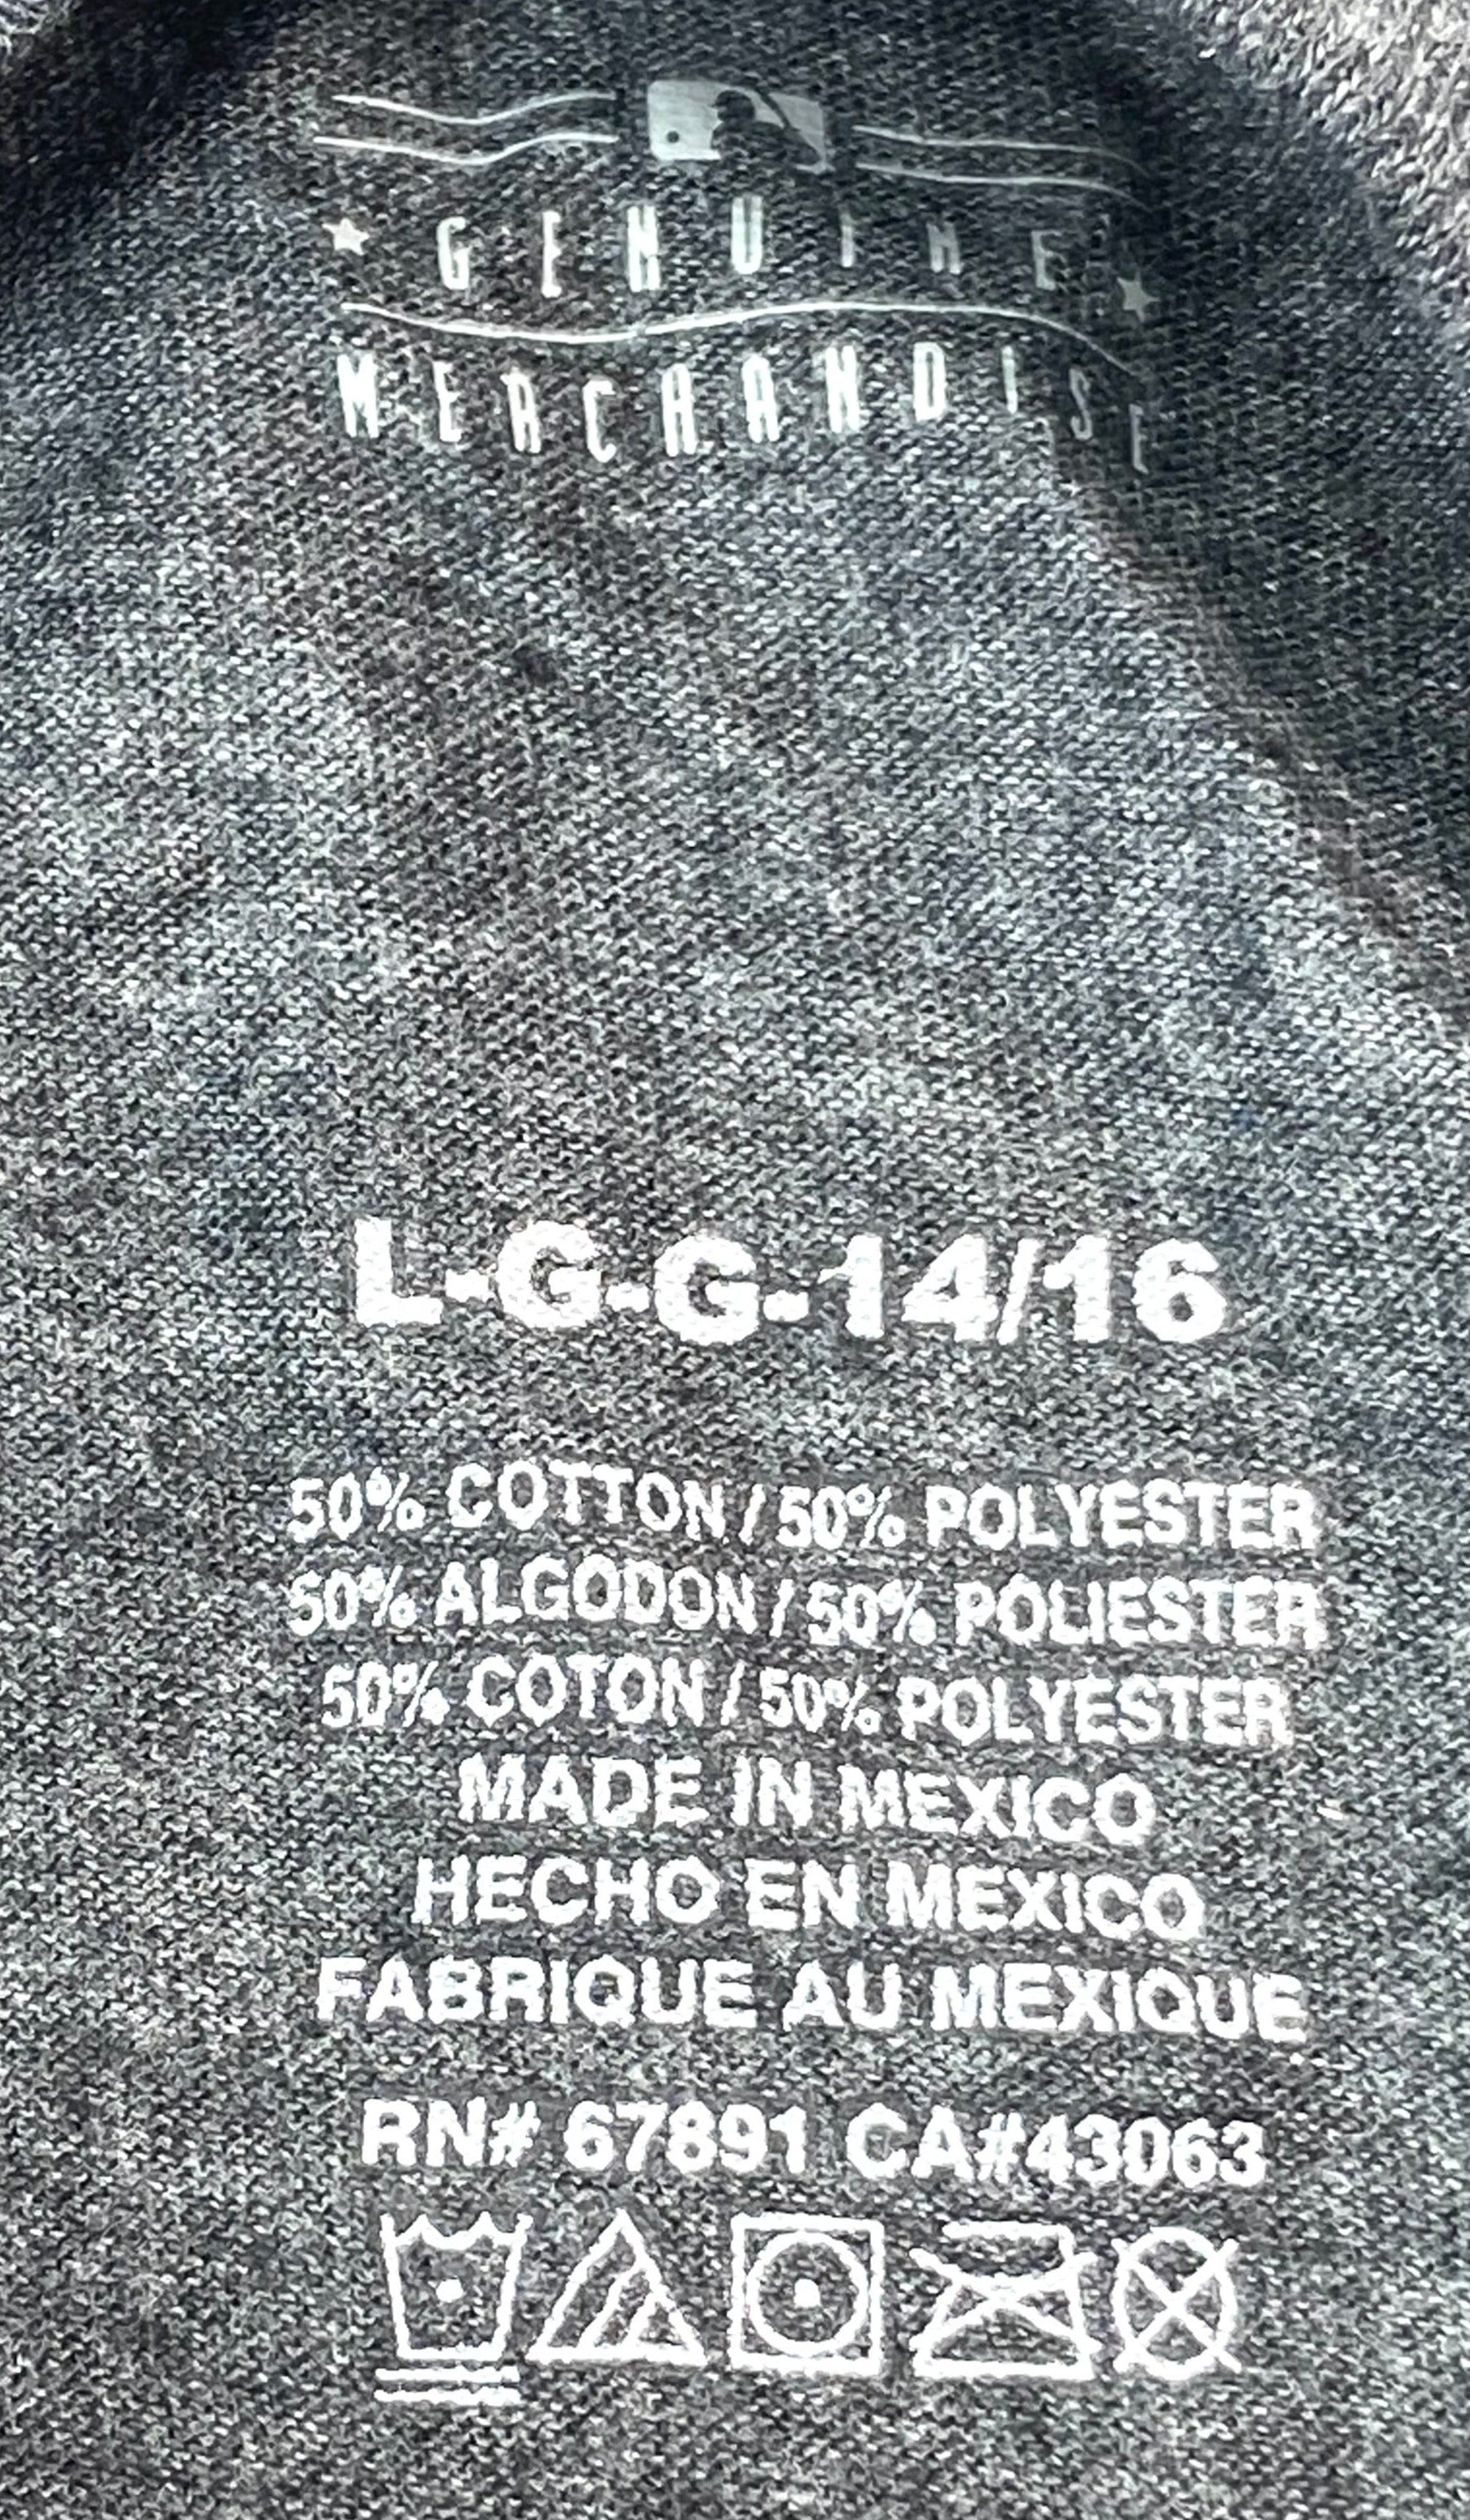 GENUINE
MERCHANDISE
L-G-G-14/16
50% COTTON / 50% POLYESTER
50% ALGODON / 50% POLIESTER
50% COTON / 50% POLYESTER
MADE IN MEXICO
HECHO EN MEXICO
FABRIQUE AU MEXIQUE
RN# 67891 CA#43063